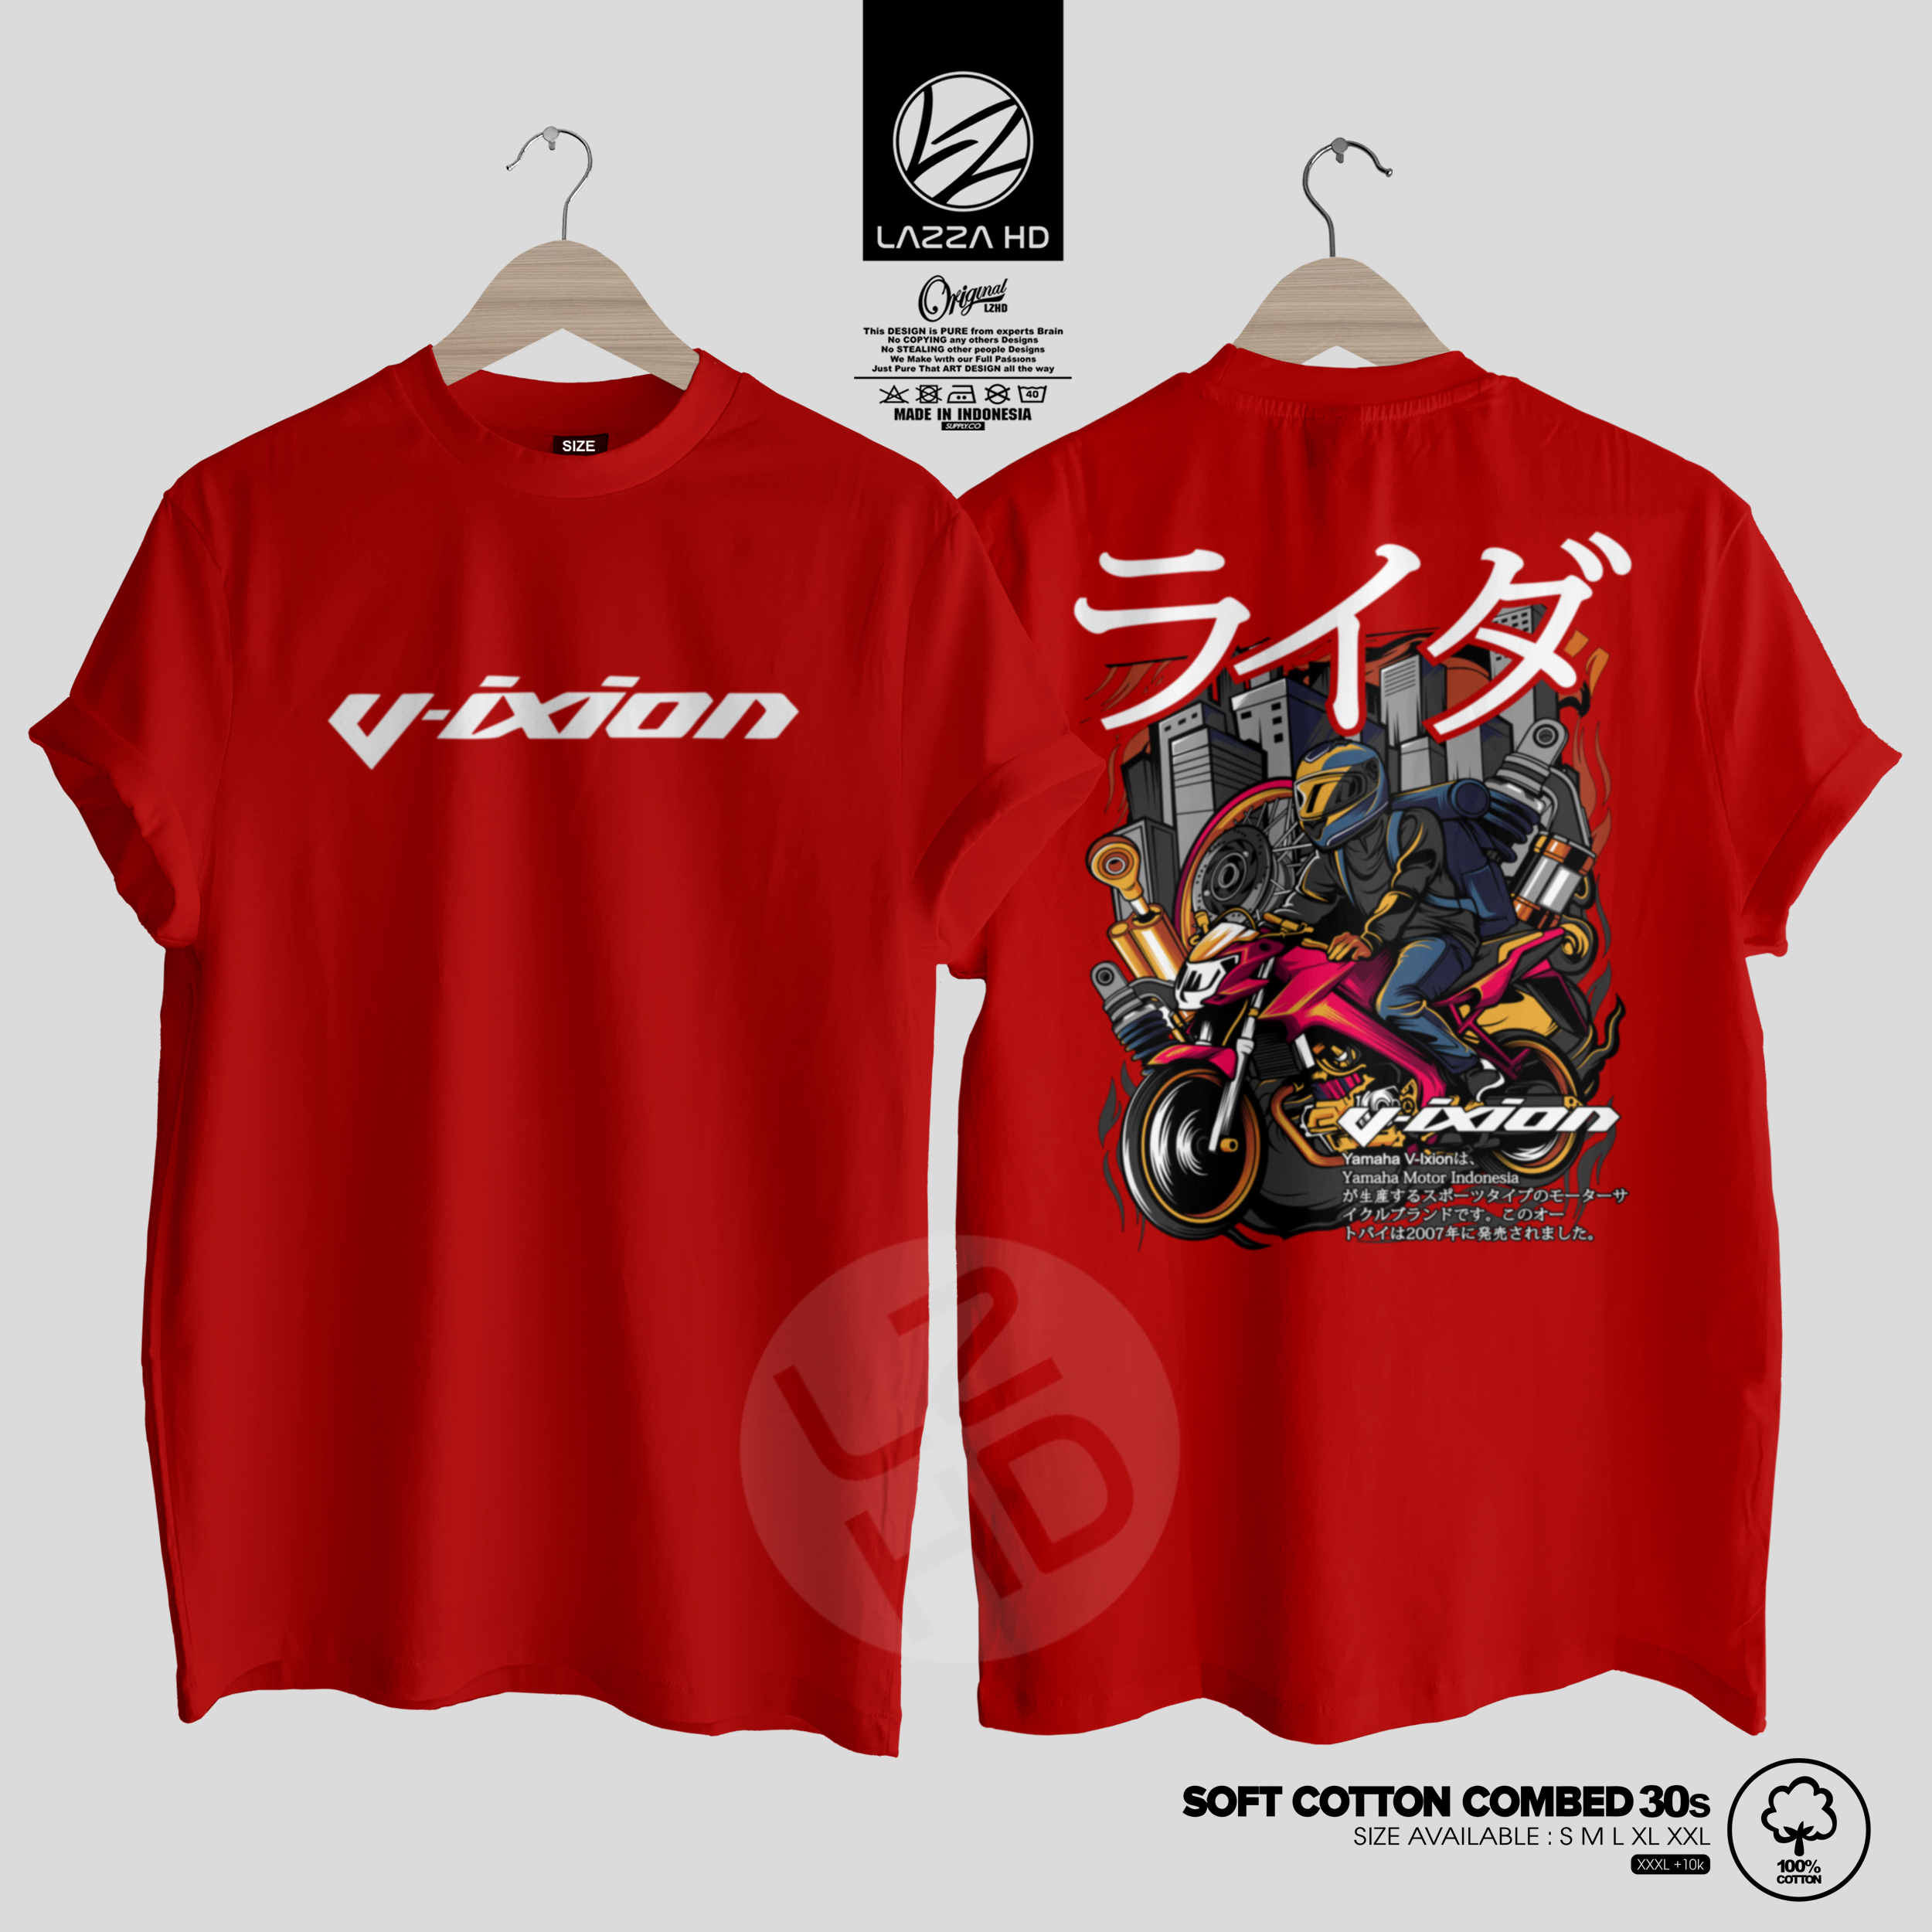 LAZZA HD
Original
LZHD
This DESIGN is PURE from experts Brain
No COPYING any others Designs
No STEALING other people Designs
We Make with our Full Passions
Just Pure That ART DESIGN all the way
40
MADE IN INDONESIA
SUPPLY.CO
SIZE
v-ixion
ライダ
v-ixion
Yamaha V-Ixionは、
Yamaha Motor Indonesia
が生産するスポーツタイプのモーターサ
イクルブランドです。このオー
トバイは2007年に発売されました。
LZ
HD
SOFT COTTON COMBED 30s
SIZE AVAILABLE : S M L XL XXL
XXXL +10k
100%
COTTON